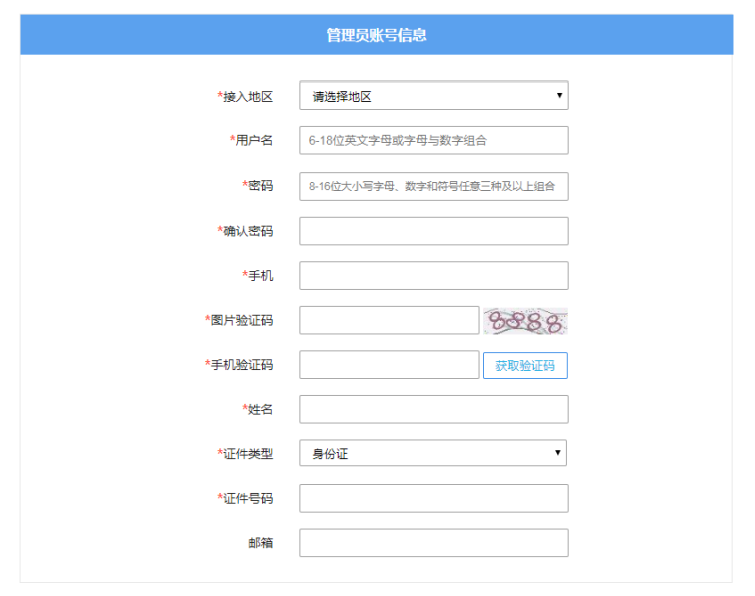 管理员账号信息
*接入地区 请选择地区
*用户名 6-18位英文字母或字母与数字组合
*密码 8-16位大小写字母、数字和符号任意三种及以上组合
*确认密码
*手机
*图片验证码 8888
*手机验证码 获取验证码
*姓名
*证件类型 身份证
*证件号码
邮箱